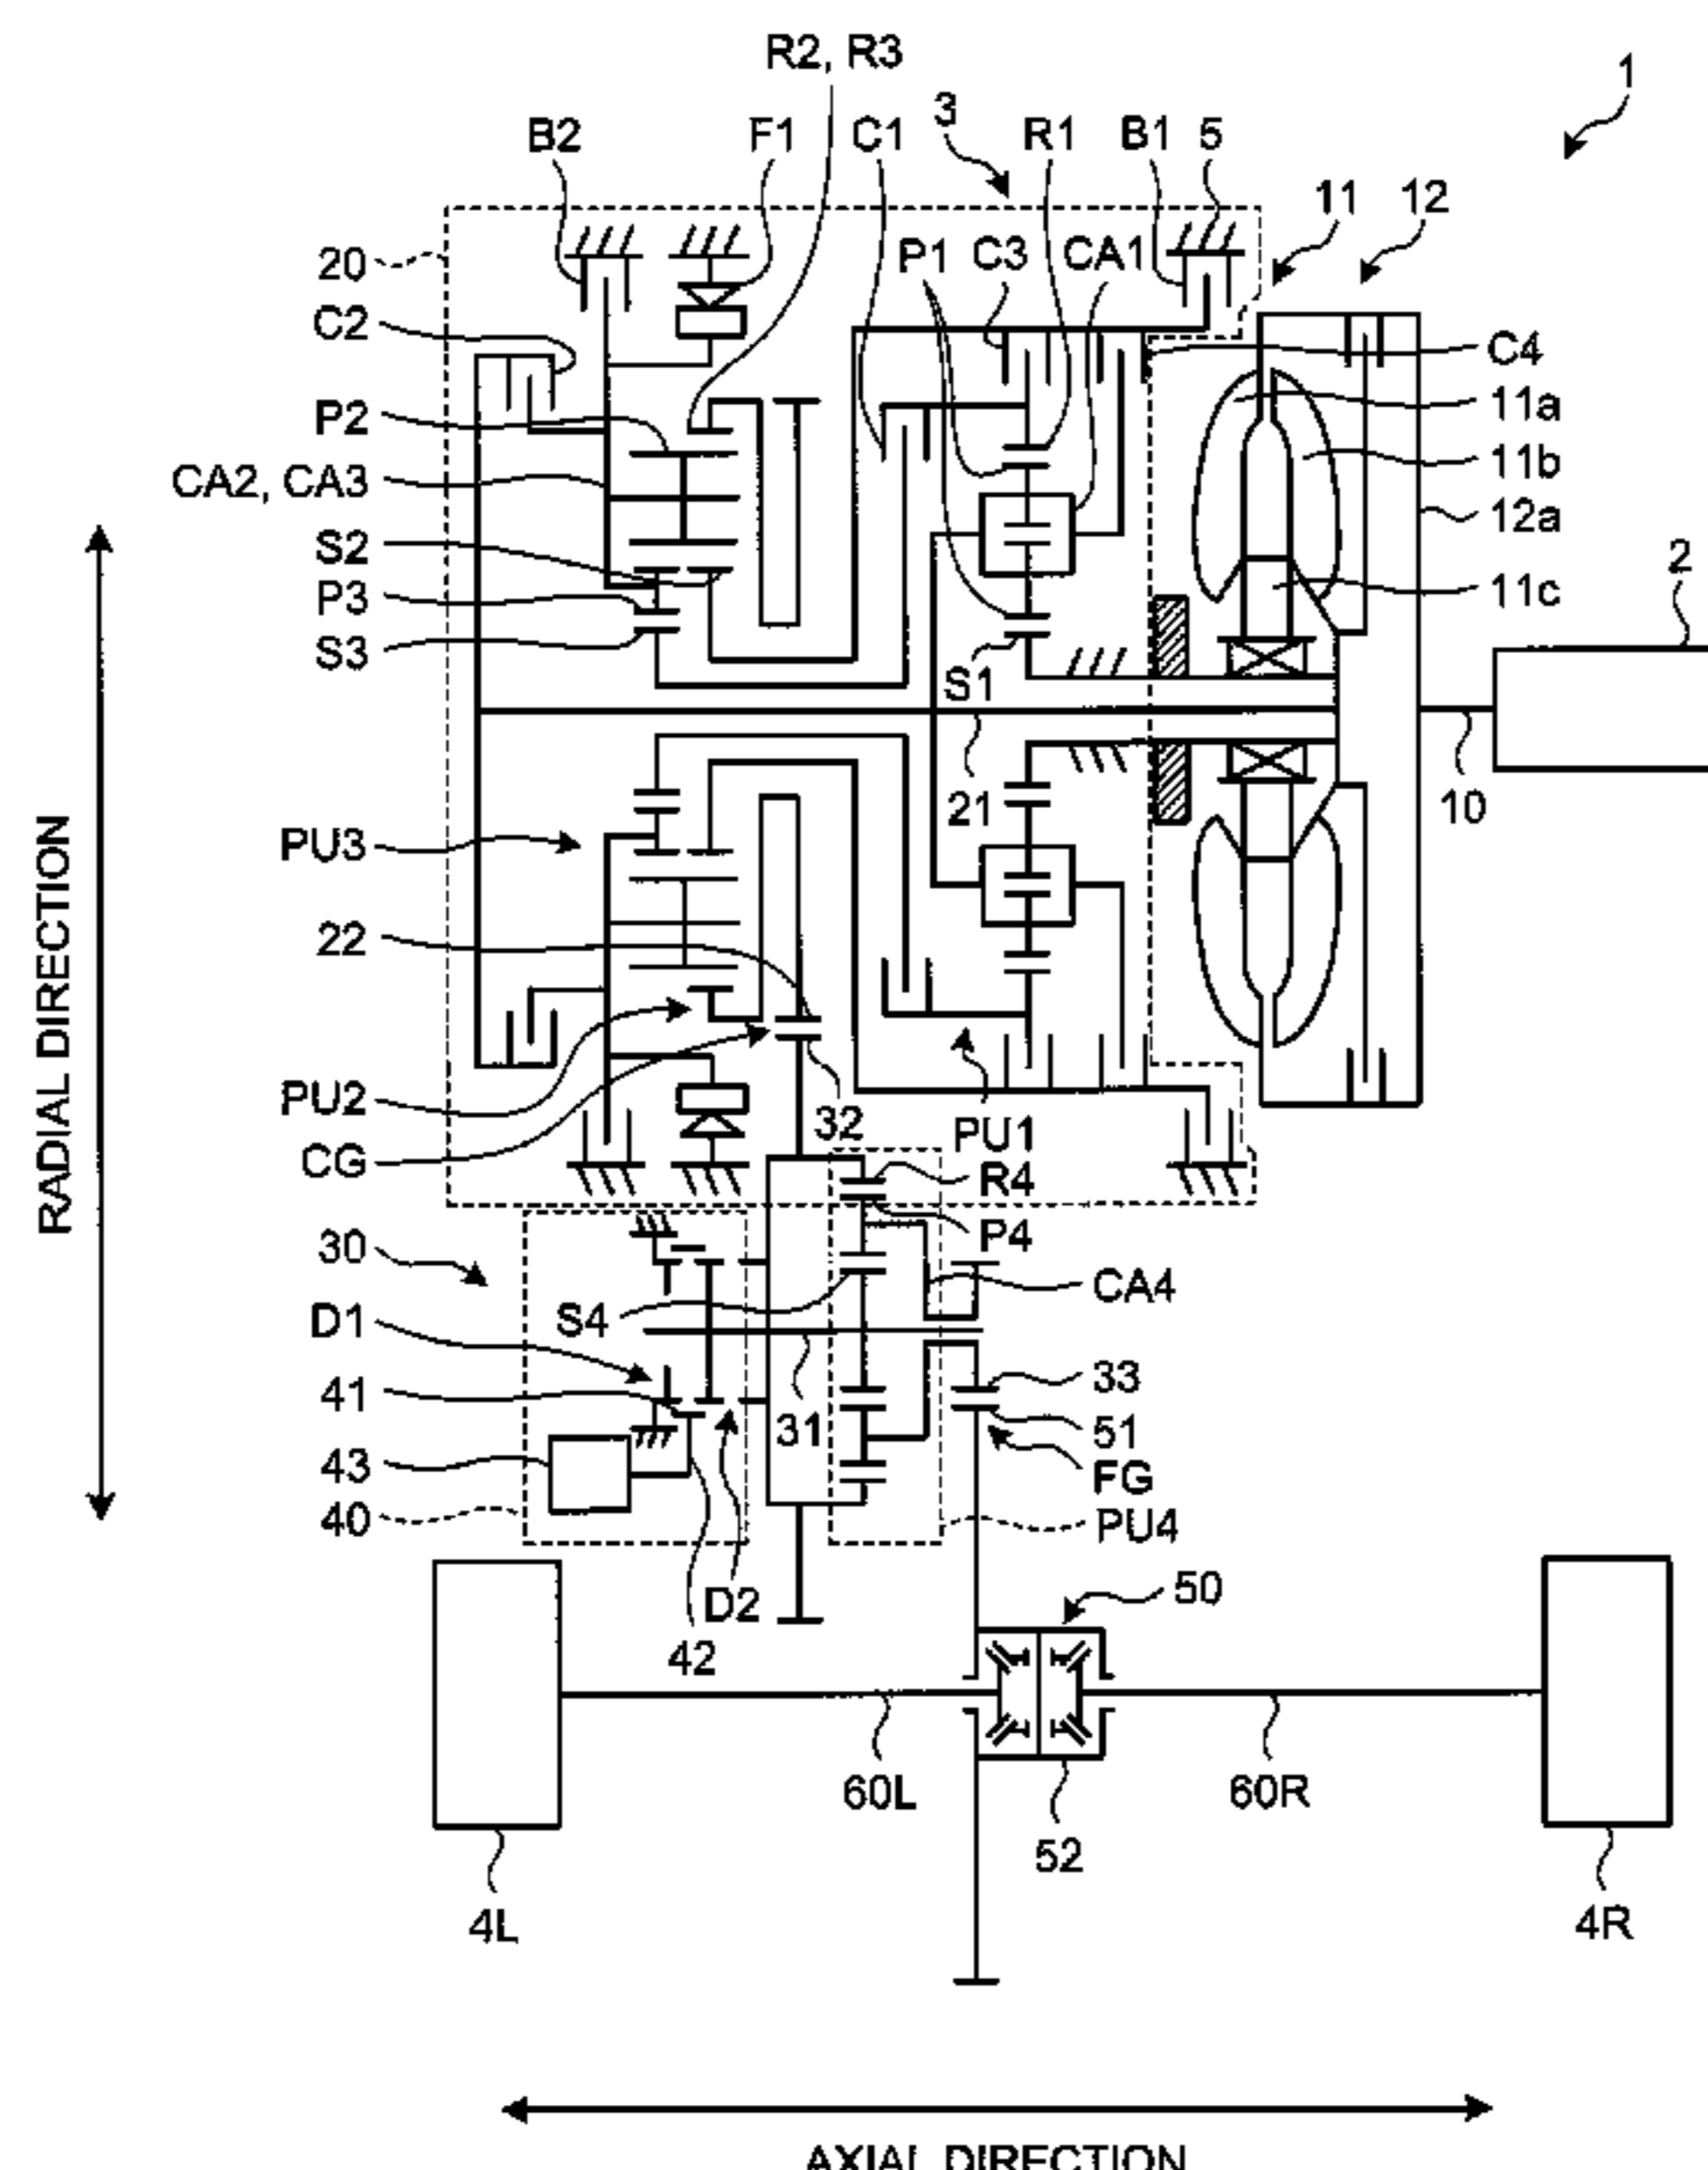 R2, R3
1
B2
F1
C1
3
R1
B1
5
11
12
20
P1
C3
CA1
C2
C4
P2
11a
CA2, CA3
11b
12a
S2
2
P3
11c
S3
S1
21
10
PU3
22
RADIAL DIRECTION
PU2
32
PU1
CG
R4
30
P4
D1
S4
CA4
41
31
33
51
43
FG
40
PU4
D2
50
42
60L
60R
52
4L
4R
AXIAL DIRECTION